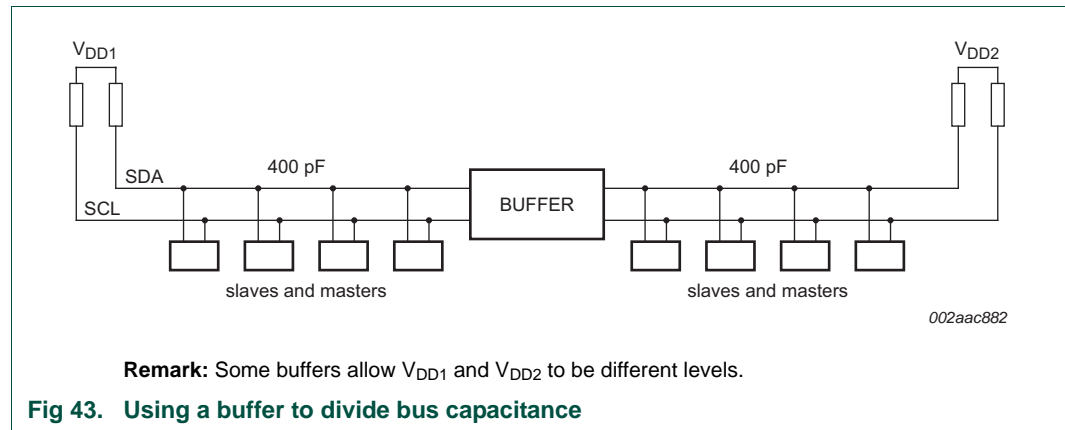 VDD1
VDD2
400 pF
400 pF
SDA
BUFFER
SCL
slaves and masters
slaves and masters
002aac882
Remark: Some buffers allow VDD1 and VDD2 to be different levels.
Fig 43. Using a buffer to divide bus capacitance